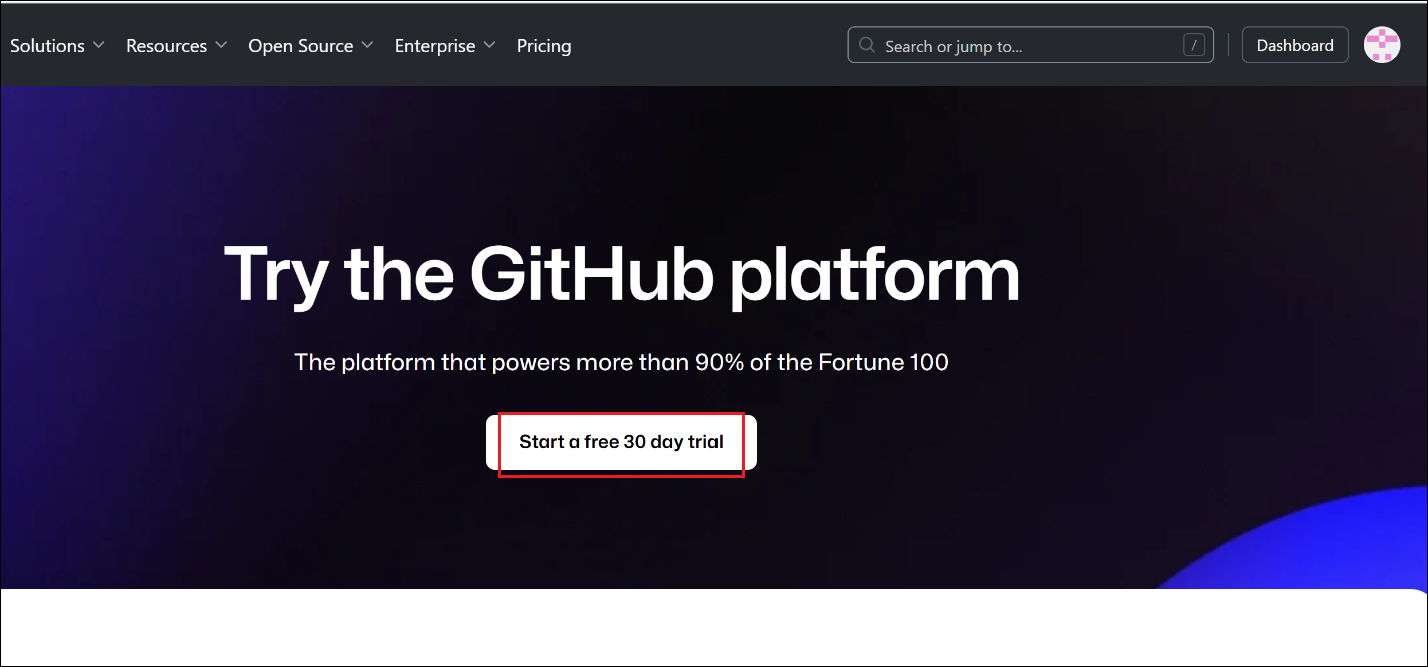 Solutions Resources Open Source Enterprise Pricing Search or jump to... / Dashboard
Try the GitHub platform
The platform that powers more than 90% of the Fortune 100
Start a free 30 day trial